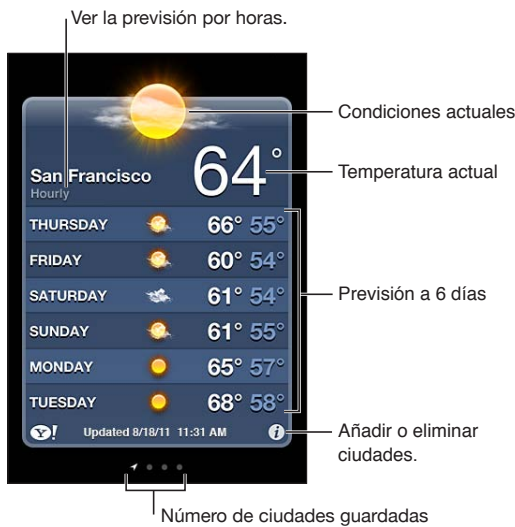 Ver la previsión por horas.
Condiciones actuales
64°
San Francisco
Temperatura actual
Hourly
THURSDAY 66° 55°
FRIDAY 60° 54°
SATURDAY 61° 54°
Previsión a 6 días
SUNDAY 61° 55°
MONDAY 65° 57°
TUESDAY 68° 58°
Y! Updated 8/18/11 11:31 AM i
Añadir o eliminar
ciudades.
Número de ciudades guardadas